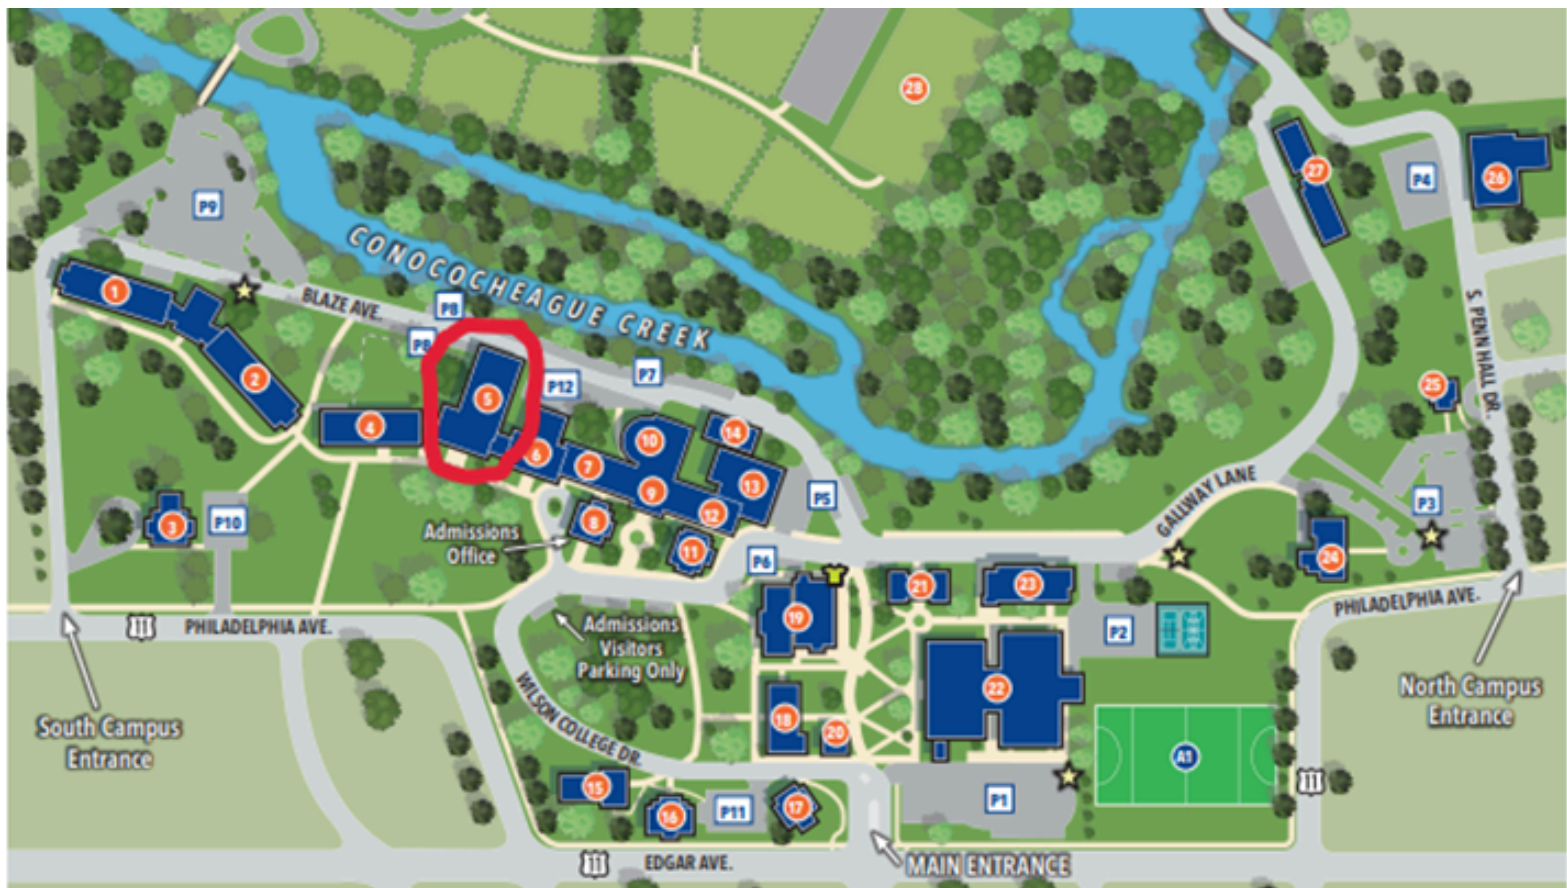 28
P9
P4
27
26
CONOCOCHEAGUE CREEK
1
BLAZE AVE.
P8
P8
S. PENN HALL DR.
2
5
P12
P7
25
4
10
14
6
7
13
9
12
P5
GALLWAY LANE
P3
3
P10
Admissions
Office
8
11
P6
24
21
23
19
PHILADELPHIA AVE.
11
PHILADELPHIA AVE.
Admissions
Visitors
Parking Only
P2
22
South Campus
Entrance
WILSON COLLEGE DR.
18
20
North Campus
Entrance
A1
15
16
P11
17
P1
11
11
EDGAR AVE.
MAIN ENTRANCE